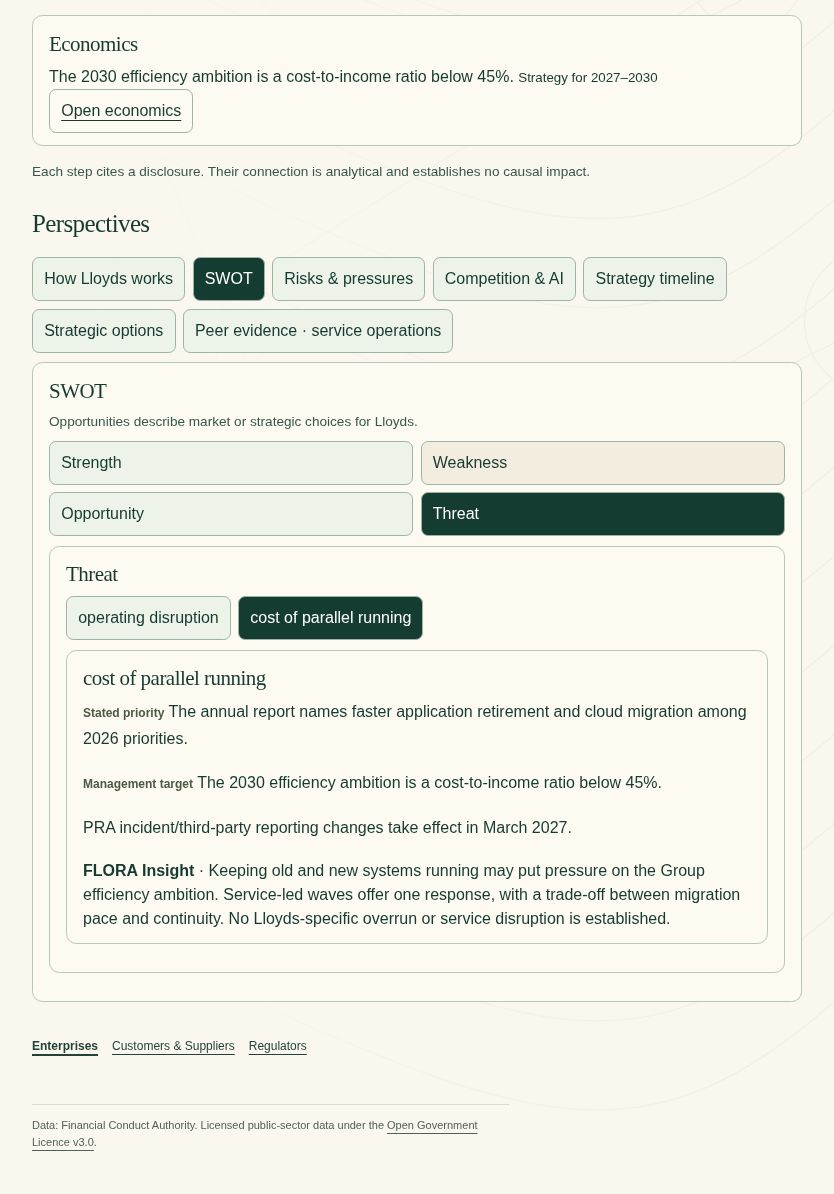 Economics
The 2030 efficiency ambition is a cost-to-income ratio below 45%. Strategy for 2027–2030
Open economics
Each step cites a disclosure. Their connection is analytical and establishes no causal impact.
Perspectives
How Lloyds works SWOT Risks & pressures Competition & AI Strategy timeline
Strategic options Peer evidence · service operations
SWOT
Opportunities describe market or strategic choices for Lloyds.
Strength Weakness
Opportunity Threat
Threat
operating disruption cost of parallel running
cost of parallel running
Stated priority The annual report names faster application retirement and cloud migration among
2026 priorities.
Management target The 2030 efficiency ambition is a cost-to-income ratio below 45%.
PRA incident/third-party reporting changes take effect in March 2027.
FLORA Insight · Keeping old and new systems running may put pressure on the Group
efficiency ambition. Service-led waves offer one response, with a trade-off between migration
pace and continuity. No Lloyds-specific overrun or service disruption is established.
Enterprises Customers & Suppliers Regulators
Data: Financial Conduct Authority. Licensed public-sector data under the Open Government
Licence v3.0.